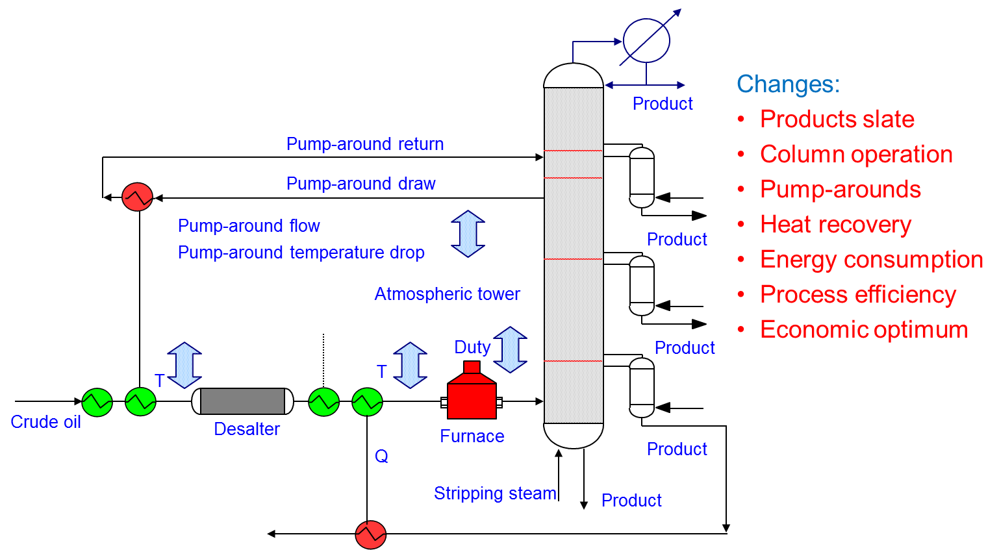 Changes:
• Products slate
• Column operation
• Pump-arounds
• Heat recovery
• Energy consumption
• Process efficiency
• Economic optimum
Product
Pump-around return
Pump-around draw
Pump-around flow
Pump-around temperature drop
Product
Atmospheric tower
Duty
Product
T
T
Crude oil
Desalter
Furnace
Product
Q
Stripping steam
Product